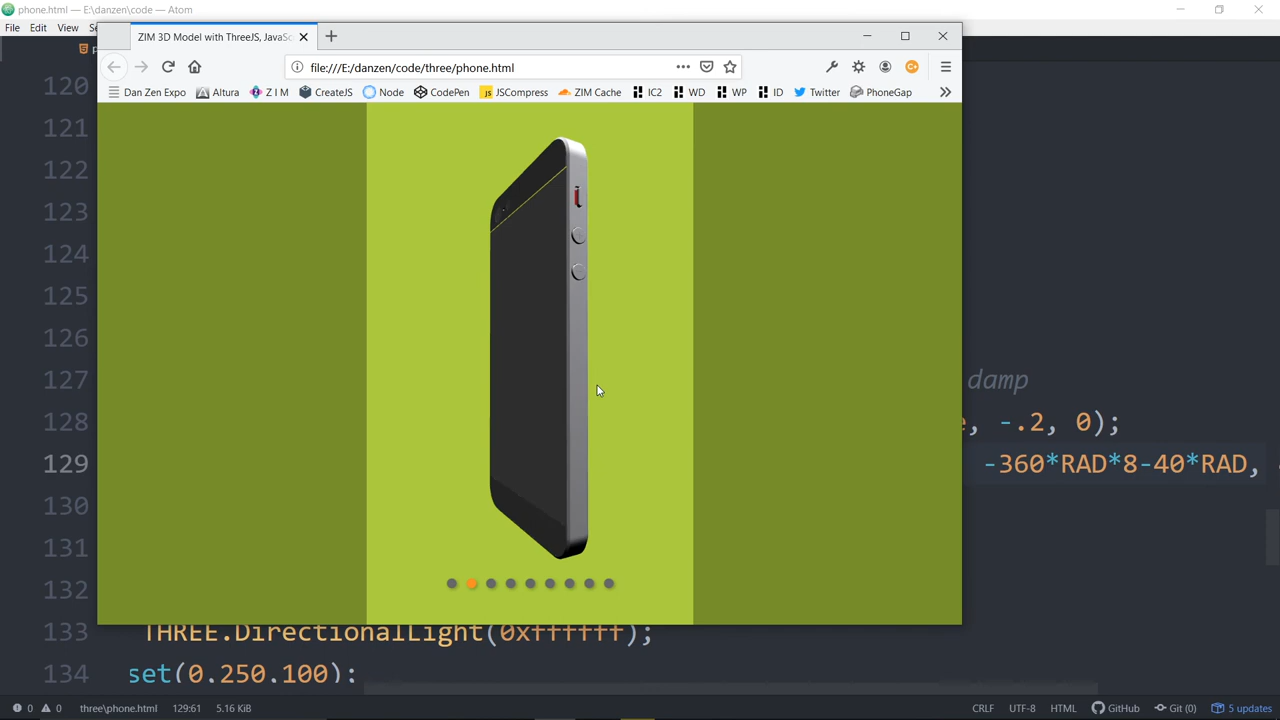 phone.html — E:\danzen\code — Atom
File Edit View
ZIM 3D Model with ThreeJS, JavaSc
file:///E:/danzen/code/three/phone.html
Dan Zen Expo Altura Z I M CreateJS Node CodePen JSCompress ZIM Cache IC2 WD WP ID Twitter PhoneGap
120
121
122
123
124
125
126
127 damp
128 , -.2, 0);
129 -360*RAD*8-40*RAD,
130
131
132
133 THREE.DirectionalLight(0xffffff);
134 set(0,250,100);
0 0 three\phone.html 129:61 5.16 KiB CRLF UTF-8 HTML GitHub Git (0) 5 updates